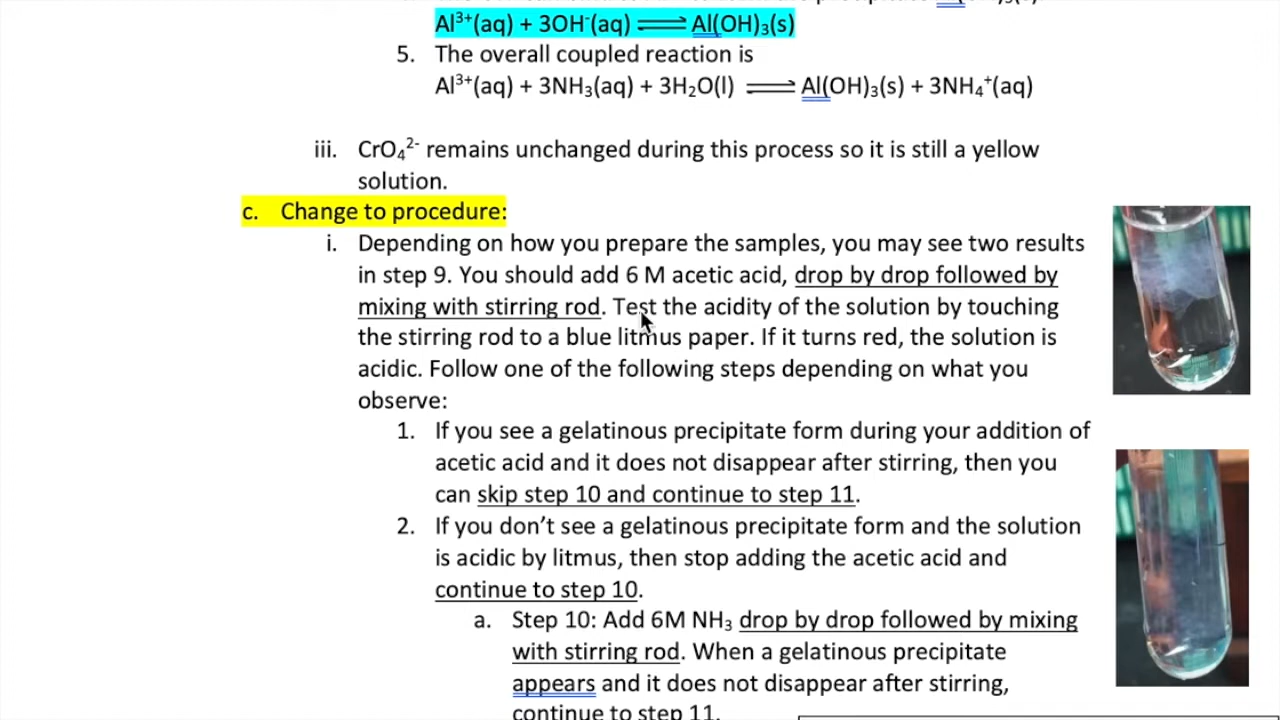 Al³⁺(aq) + 3OH⁻(aq) ⇌ Al(OH)₃(s)
5. The overall coupled reaction is
Al³⁺(aq) + 3NH₃(aq) + 3H₂O(l) ⇌ Al(OH)₃(s) + 3NH₄⁺(aq)
iii. CrO₄²⁻ remains unchanged during this process so it is still a yellow
solution.
c. Change to procedure:
i. Depending on how you prepare the samples, you may see two results
in step 9. You should add 6 M acetic acid, drop by drop followed by
mixing with stirring rod. Test the acidity of the solution by touching
the stirring rod to a blue litmus paper. If it turns red, the solution is
acidic. Follow one of the following steps depending on what you
observe:
1. If you see a gelatinous precipitate form during your addition of
acetic acid and it does not disappear after stirring, then you
can skip step 10 and continue to step 11.
2. If you don’t see a gelatinous precipitate form and the solution
is acidic by litmus, then stop adding the acetic acid and
continue to step 10.
a. Step 10: Add 6M NH₃ drop by drop followed by mixing
with stirring rod. When a gelatinous precipitate
appears and it does not disappear after stirring,
continue to step 11.